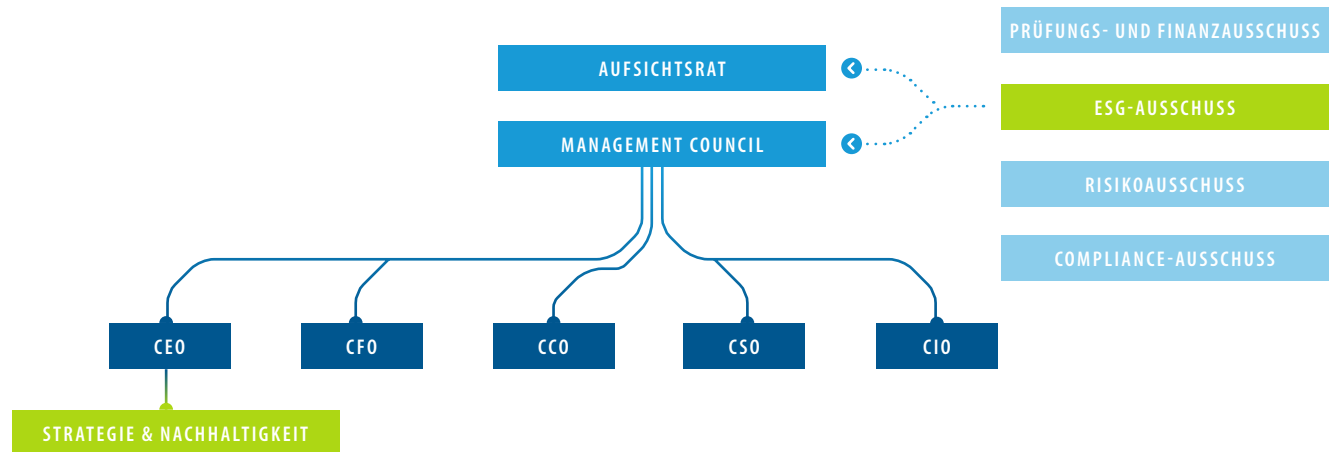 PRÜFUNGS- UND FINANZAUSSCHUSS
AUFSICHTSRAT
ESG-AUSSCHUSS
MANAGEMENT COUNCIL
RISIKOAUSSCHUSS
COMPLIANCE-AUSSCHUSS
CEO
CFO
CCO
CSO
CIO
STRATEGIE & NACHHALTIGKEIT